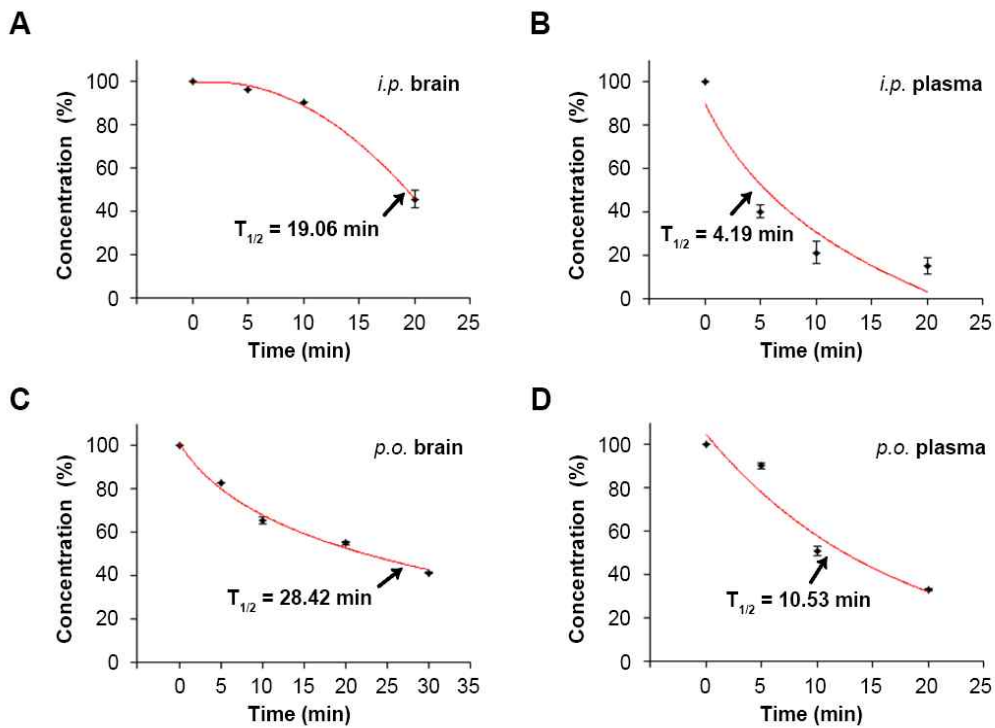 A
i.p. brain
Concentration (%)
100
80
60
40
20
0
T1/2 = 19.06 min
0 5 10 15 20 25
Time (min)
B
i.p. plasma
Concentration (%)
100
80
60
40
20
0
T1/2 = 4.19 min
0 5 10 15 20 25
Time (min)
C
p.o. brain
Concentration (%)
100
80
60
40
20
0
T1/2 = 28.42 min
0 5 10 15 20 25 30 35
Time (min)
D
p.o. plasma
Concentration (%)
100
80
60
40
20
0
T1/2 = 10.53 min
0 5 10 15 20 25
Time (min)